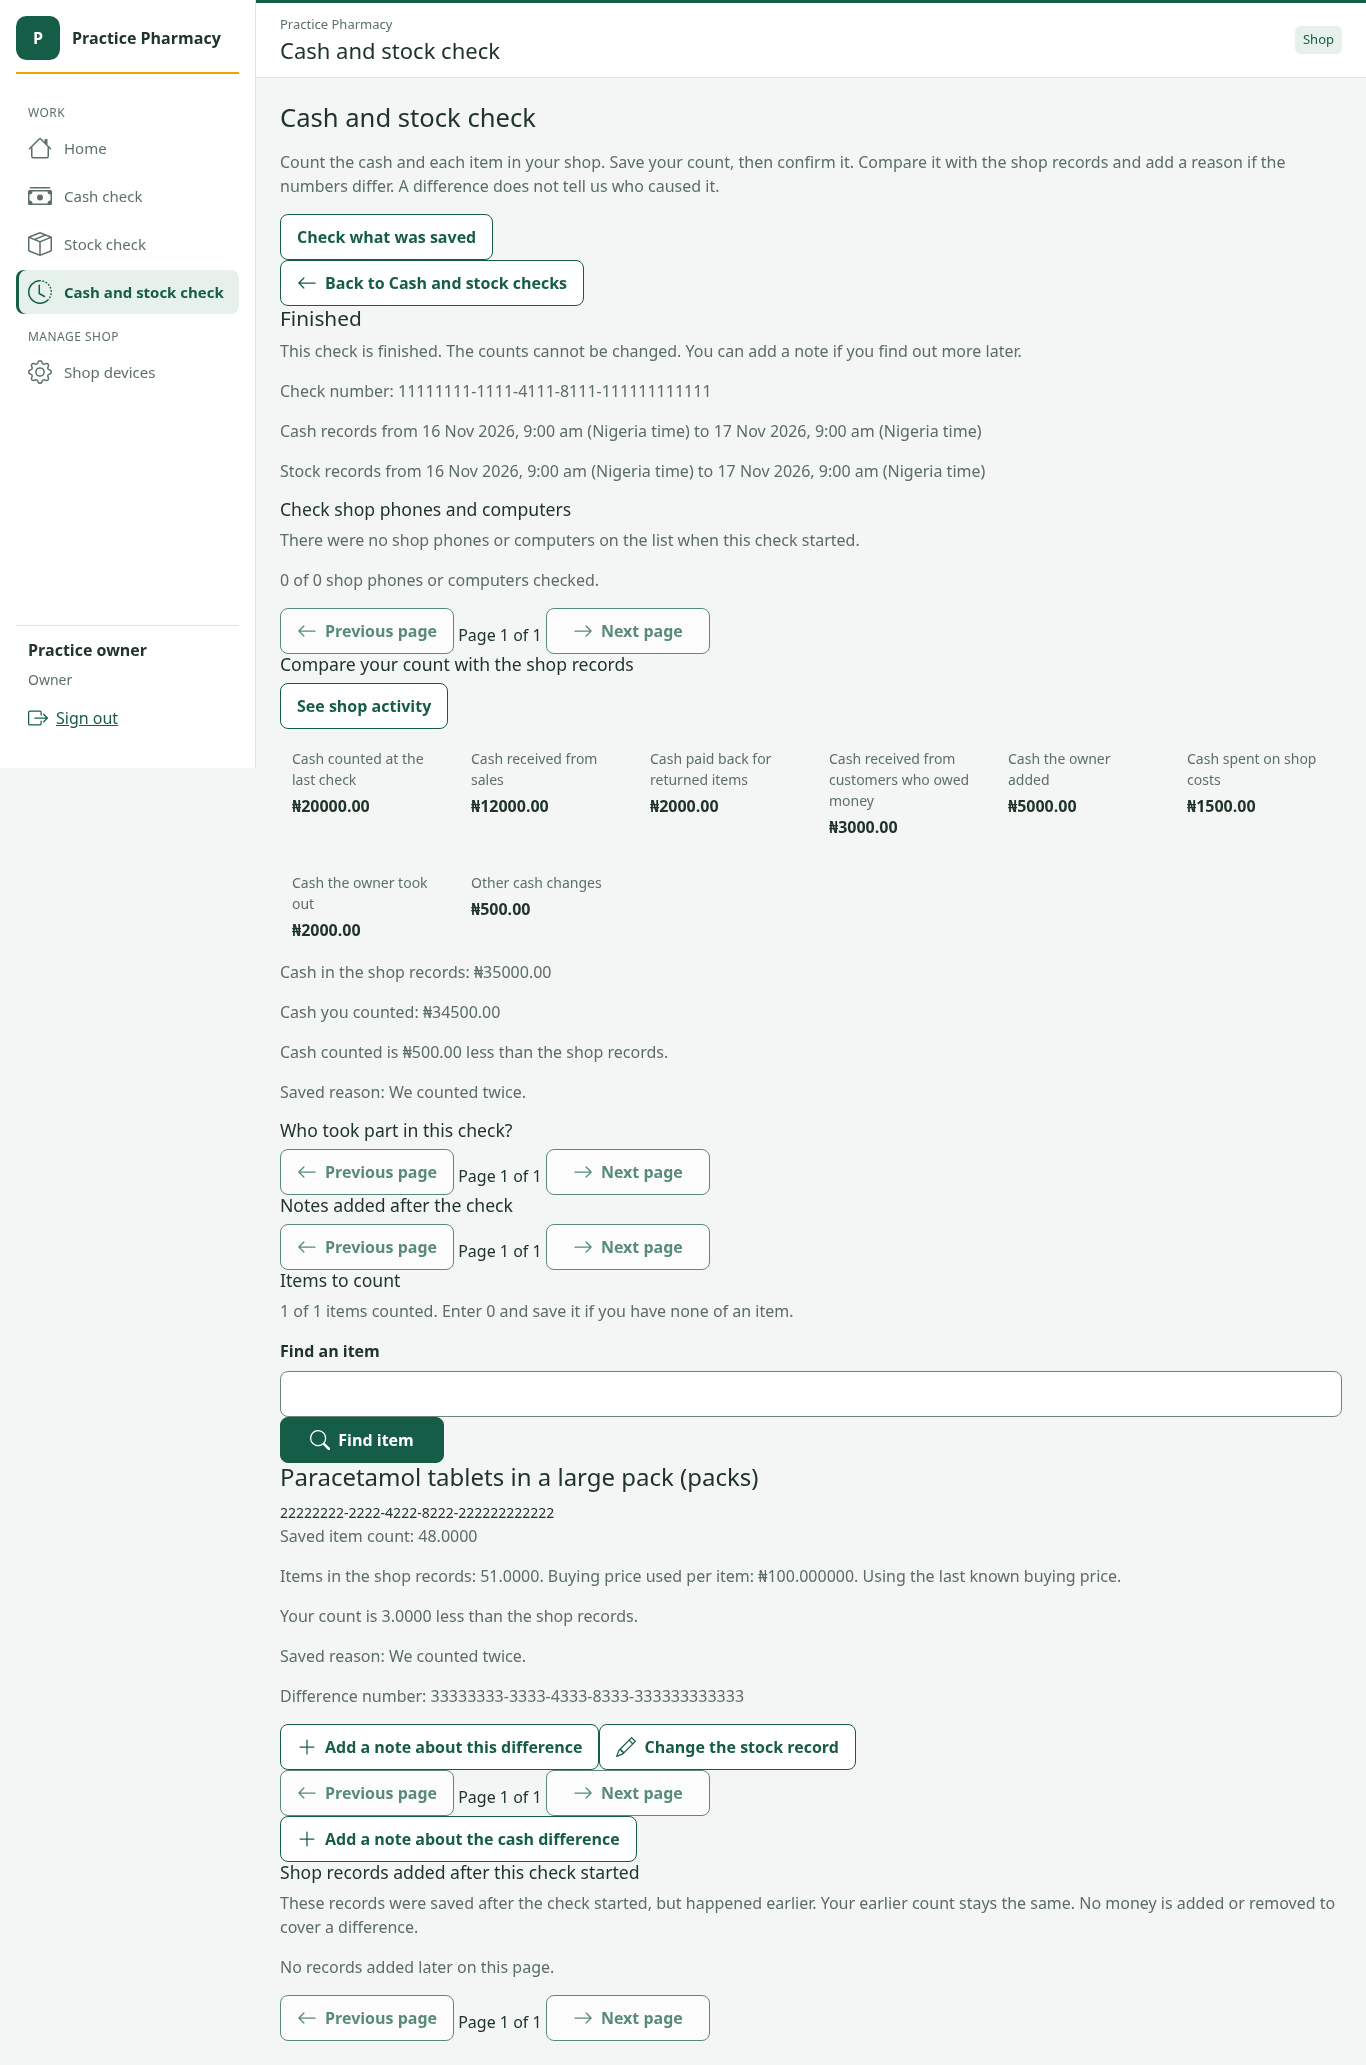 P
Practice Pharmacy
WORK
Home
Cash check
Stock check
Cash and stock check
MANAGE SHOP
Shop devices
Practice owner
Owner
Sign out
Practice Pharmacy
Cash and stock check
Shop
Cash and stock check
Count the cash and each item in your shop. Save your count, then confirm it. Compare it with the shop records and add a reason if the
numbers differ. A difference does not tell us who caused it.
Check what was saved
Back to Cash and stock checks
Finished
This check is finished. The counts cannot be changed. You can add a note if you find out more later.
Check number: 11111111-1111-4111-8111-111111111111
Cash records from 16 Nov 2026, 9:00 am (Nigeria time) to 17 Nov 2026, 9:00 am (Nigeria time)
Stock records from 16 Nov 2026, 9:00 am (Nigeria time) to 17 Nov 2026, 9:00 am (Nigeria time)
Check shop phones and computers
There were no shop phones or computers on the list when this check started.
0 of 0 shop phones or computers checked.
Previous page Page 1 of 1 Next page
Compare your count with the shop records
See shop activity
Cash counted at the
last check
₦20000.00
Cash received from
sales
₦12000.00
Cash paid back for
returned items
₦2000.00
Cash received from
customers who owed
money
₦3000.00
Cash the owner
added
₦5000.00
Cash spent on shop
costs
₦1500.00
Cash the owner took
out
₦2000.00
Other cash changes
₦500.00
Cash in the shop records: ₦35000.00
Cash you counted: ₦34500.00
Cash counted is ₦500.00 less than the shop records.
Saved reason: We counted twice.
Who took part in this check?
Previous page Page 1 of 1 Next page
Notes added after the check
Previous page Page 1 of 1 Next page
Items to count
1 of 1 items counted. Enter 0 and save it if you have none of an item.
Find an item
Find item
Paracetamol tablets in a large pack (packs)
22222222-2222-4222-8222-222222222222
Saved item count: 48.0000
Items in the shop records: 51.0000. Buying price used per item: ₦100.000000. Using the last known buying price.
Your count is 3.0000 less than the shop records.
Saved reason: We counted twice.
Difference number: 33333333-3333-4333-8333-333333333333
Add a note about this difference Change the stock record
Previous page Page 1 of 1 Next page
Add a note about the cash difference
Shop records added after this check started
These records were saved after the check started, but happened earlier. Your earlier count stays the same. No money is added or removed to
cover a difference.
No records added later on this page.
Previous page Page 1 of 1 Next page